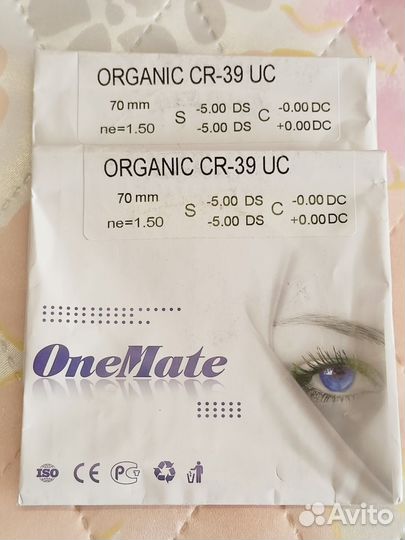 ORGANIC CR-39 UC
70 mm S -5.00 DS C -0.00 DC
ne=1.50 -5.00 DS +0.00 DC
ORGANIC CR-39 UC
70 mm S -5.00 DS C -0.00 DC
ne=1.50 -5.00 DS +0.00 DC
OneMate
ISO CE РС
Avito